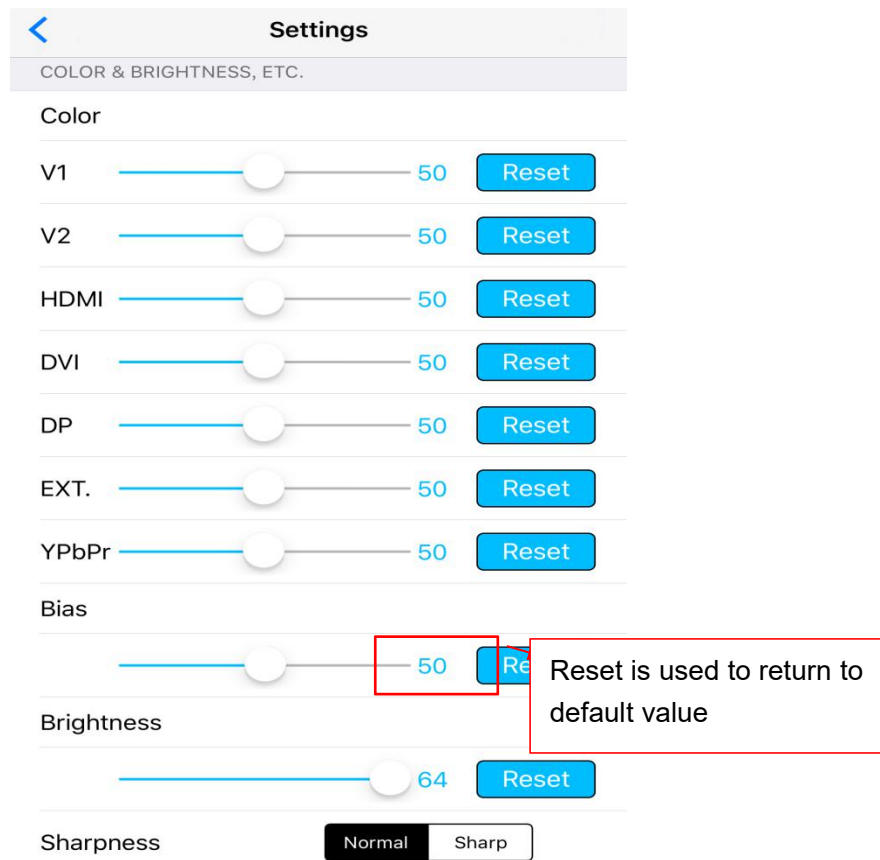 Settings
COLOR & BRIGHTNESS, ETC.
Color
V1 50 Reset
V2 50 Reset
HDMI 50 Reset
DVI 50 Reset
DP 50 Reset
EXT. 50 Reset
YPbPr 50 Reset
Bias
50 Re
Reset is used to return to
default value
Brightness
64 Reset
Sharpness Normal Sharp